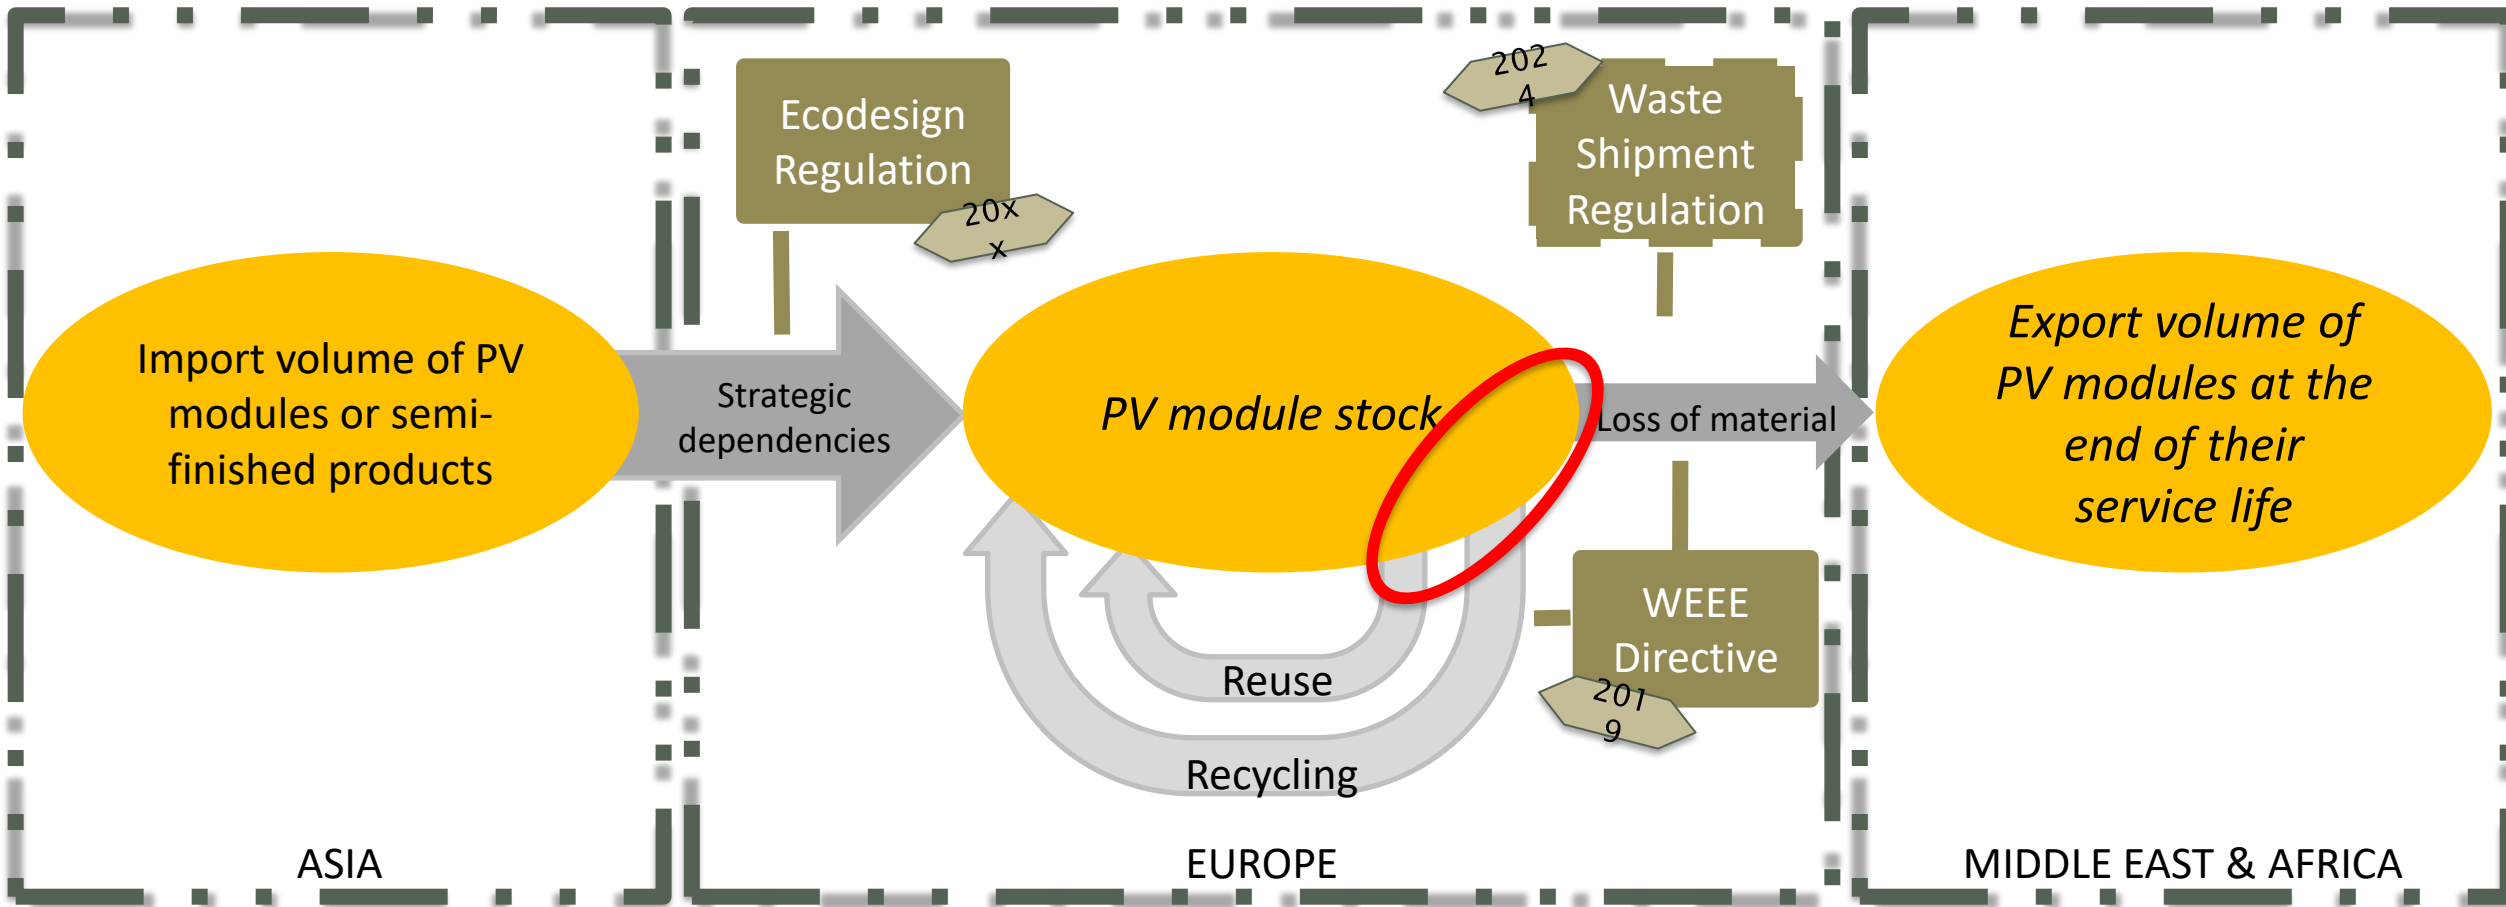 Ecodesign
Regulation
20x
x
202
4
Waste
Shipment
Regulation
Import volume of PV
modules or semi-
finished products
Strategic
dependencies
PV module stock
Loss of material
Export volume of
PV modules at the
end of their
service life
WEEE
Directive
201
9
Reuse
Recycling
ASIA
EUROPE
MIDDLE EAST & AFRICA